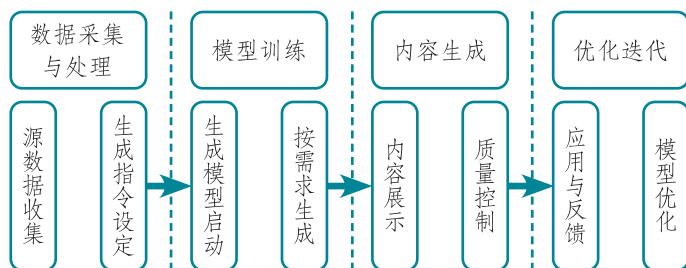 数据采集
与处理
模型训练
内容生成
优化迭代
源数据收集
生成指令设定
生成模型启动
按需求生成
内容展示
质量控制
应用与反馈
模型优化